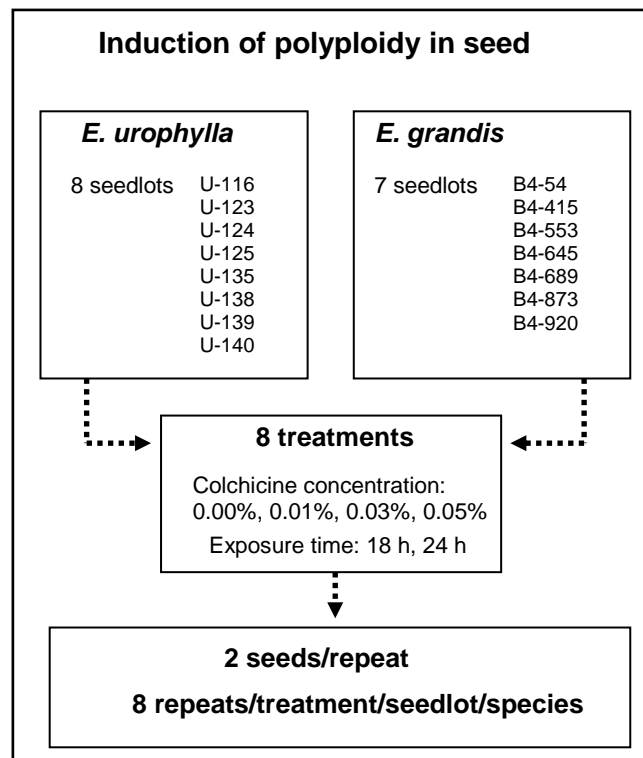 Induction of polyploidy in seed
E. urophylla
8 seedlots
U-116
U-123
U-124
U-125
U-135
U-138
U-139
U-140
E. grandis
7 seedlots
B4-54
B4-415
B4-553
B4-645
B4-689
B4-873
B4-920
8 treatments
Colchicine concentration:
0.00%, 0.01%, 0.03%, 0.05%
Exposure time: 18 h, 24 h
2 seeds/repeat
8 repeats/treatment/seedlot/species